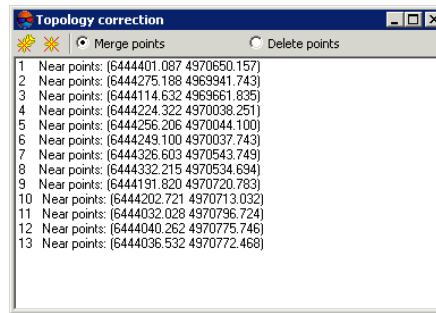 Topology correction
Merge points Delete points
1 Near points: (6444401.087 4970650.157)
2 Near points: (6444275.188 4969941.743)
3 Near points: (6444114.632 4969661.835)
4 Near points: (6444224.322 4970038.251)
5 Near points: (6444256.206 4970044.100)
6 Near points: (6444249.100 4970037.743)
7 Near points: (6444326.603 4970543.749)
8 Near points: (6444332.215 4970534.694)
9 Near points: (6444191.820 4970720.783)
10 Near points: (6444202.721 4970713.032)
11 Near points: (6444032.028 4970796.724)
12 Near points: (6444040.262 4970775.746)
13 Near points: (6444036.532 4970772.468)